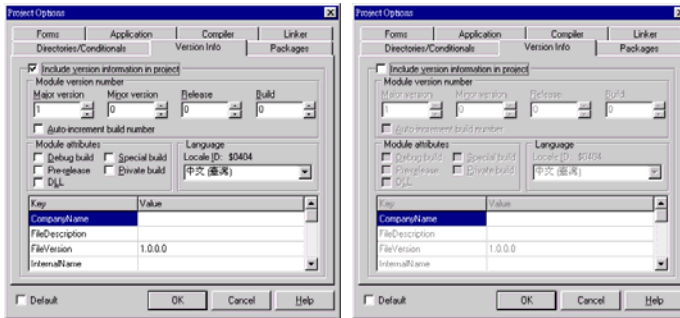 Project Options
Forms Application Compiler Linker
Directories/Conditionals Version Info Packages
Include version information in project
Module version number
Major version Minor version Release Build
1 0 0 0
Auto-increment build number
Module attributes
Debug build Special build
Pre-release Private build
DLL
Language
Locale ID: $0404
中文 (臺灣)
Key Value
CompanyName
FileDescription
FileVersion 1.0.0.0
InternalName
Default OK Cancel Help
Project Options
Forms Application Compiler Linker
Directories/Conditionals Version Info Packages
Include version information in project
Module version number
Major version Minor version Release Build
1 0 0 0
Auto-increment build number
Module attributes
Debug build Special build
Pre-release Private build
DLL
Language
Locale ID: $0404
中文 (臺灣)
Key Value
CompanyName
FileDescription
FileVersion 1.0.0.0
InternalName
Default OK Cancel Help